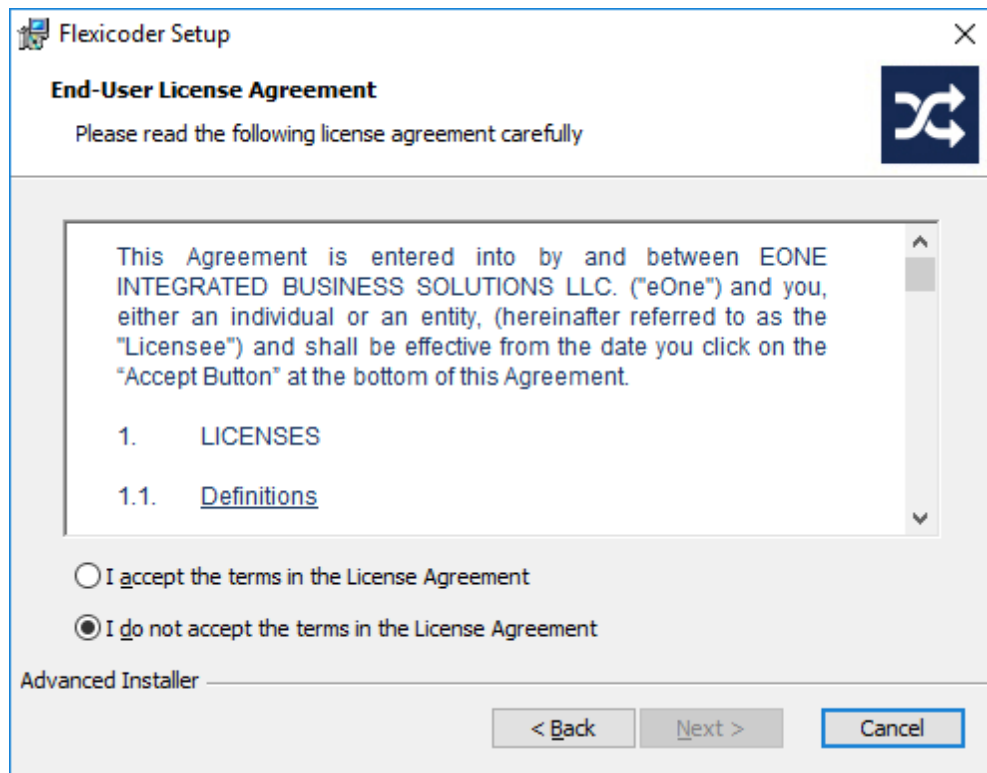 Flexicoder Setup
End-User License Agreement
Please read the following license agreement carefully
This Agreement is entered into by and between EONE
INTEGRATED BUSINESS SOLUTIONS LLC. ("eOne") and you,
either an individual or an entity, (hereinafter referred to as the
"Licensee") and shall be effective from the date you click on the
“Accept Button” at the bottom of this Agreement.
1. LICENSES
1.1. Definitions
I accept the terms in the License Agreement
I do not accept the terms in the License Agreement
Advanced Installer
< Back Next > Cancel